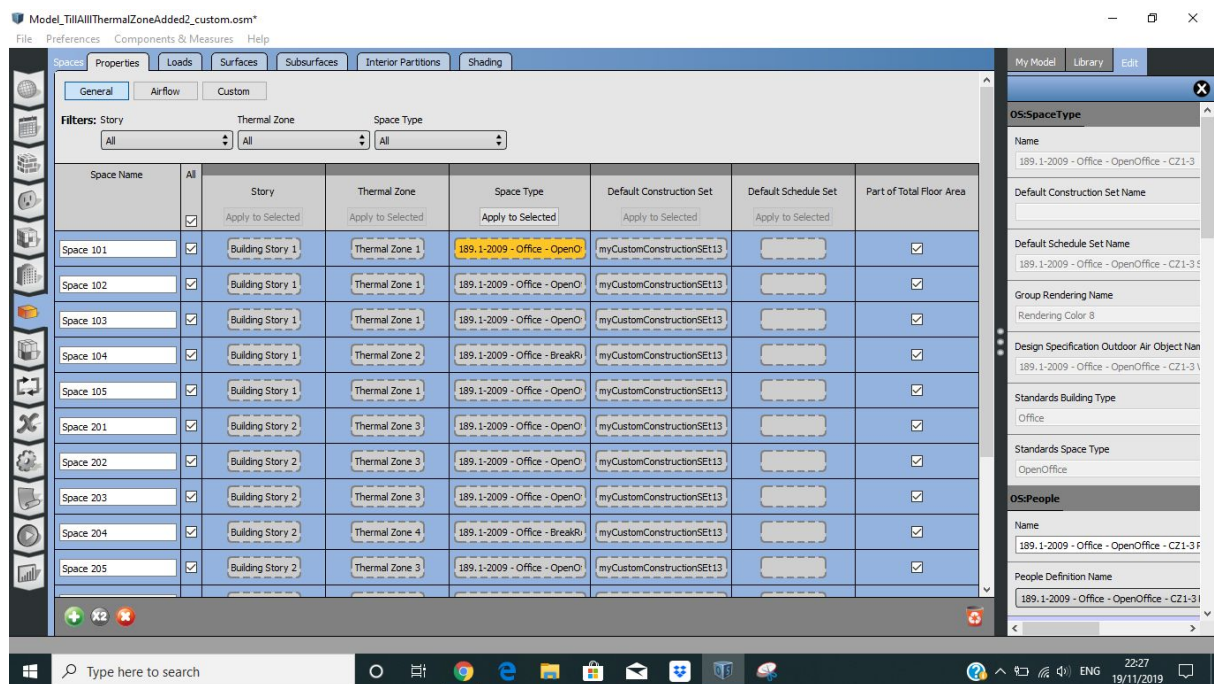 Model_TillAllIThermalZoneAdded2_custom.osm*
File Preferences Components & Measures Help
Spaces Properties Loads Surfaces Subsurfaces Interior Partitions Shading
My Model Library Edit
General Airflow Custom
Filters: Story Thermal Zone Space Type
All All All
Space Name All Story Thermal Zone Space Type Default Construction Set Default Schedule Set Part of Total Floor Area
Apply to Selected Apply to Selected Apply to Selected Apply to Selected Apply to Selected
Space 101 Building Story 1 Thermal Zone 1 189.1-2009 - Office - OpenO myCustomConstructionSEt13
Space 102 Building Story 1 Thermal Zone 1 189.1-2009 - Office - OpenO myCustomConstructionSEt13
Space 103 Building Story 1 Thermal Zone 1 189.1-2009 - Office - OpenO myCustomConstructionSEt13
Space 104 Building Story 1 Thermal Zone 2 189.1-2009 - Office - BreakR myCustomConstructionSEt13
Space 105 Building Story 1 Thermal Zone 1 189.1-2009 - Office - OpenO myCustomConstructionSEt13
Space 201 Building Story 2 Thermal Zone 3 189.1-2009 - Office - OpenO myCustomConstructionSEt13
Space 202 Building Story 2 Thermal Zone 3 189.1-2009 - Office - OpenO myCustomConstructionSEt13
Space 203 Building Story 2 Thermal Zone 3 189.1-2009 - Office - OpenO myCustomConstructionSEt13
Space 204 Building Story 2 Thermal Zone 4 189.1-2009 - Office - BreakR myCustomConstructionSEt13
Space 205 Building Story 2 Thermal Zone 3 189.1-2009 - Office - OpenO myCustomConstructionSEt13
X2
OS:SpaceType
Name
189.1-2009 - Office - OpenOffice - CZ1-3
Default Construction Set Name
Default Schedule Set Name
189.1-2009 - Office - OpenOffice - CZ1-3 S
Group Rendering Name
Rendering Color 8
Design Specification Outdoor Air Object Nam
189.1-2009 - Office - OpenOffice - CZ1-3 V
Standards Building Type
Office
Standards Space Type
OpenOffice
OS:People
Name
189.1-2009 - Office - OpenOffice - CZ1-3 P
People Definition Name
189.1-2009 - Office - OpenOffice - CZ1-3
Type here to search
ENG 22:27
19/11/2019